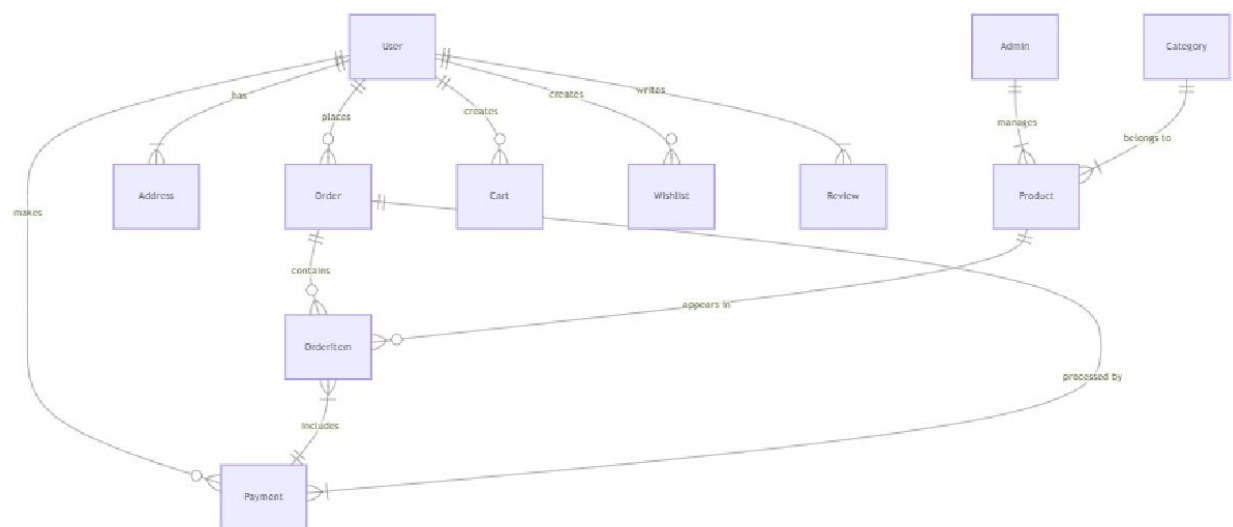 User
Admin
Category
has
places
creates
creates
writes
manages
belongs to
Address
Order
Cart
Wishlist
Review
Product
makes
contains
appears in
OrderItem
processed by
includes
Payment